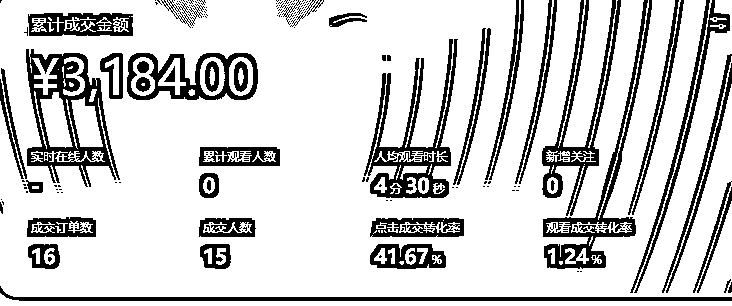 累计成交金额
¥3,184.00
实时在线人数 累计观看人数 人均观看时长 新增关注
- 0 4分30秒 0
成交订单数 成交人数 点击成交转化率 观看成交转化率
16 15 41.67% 1.24%